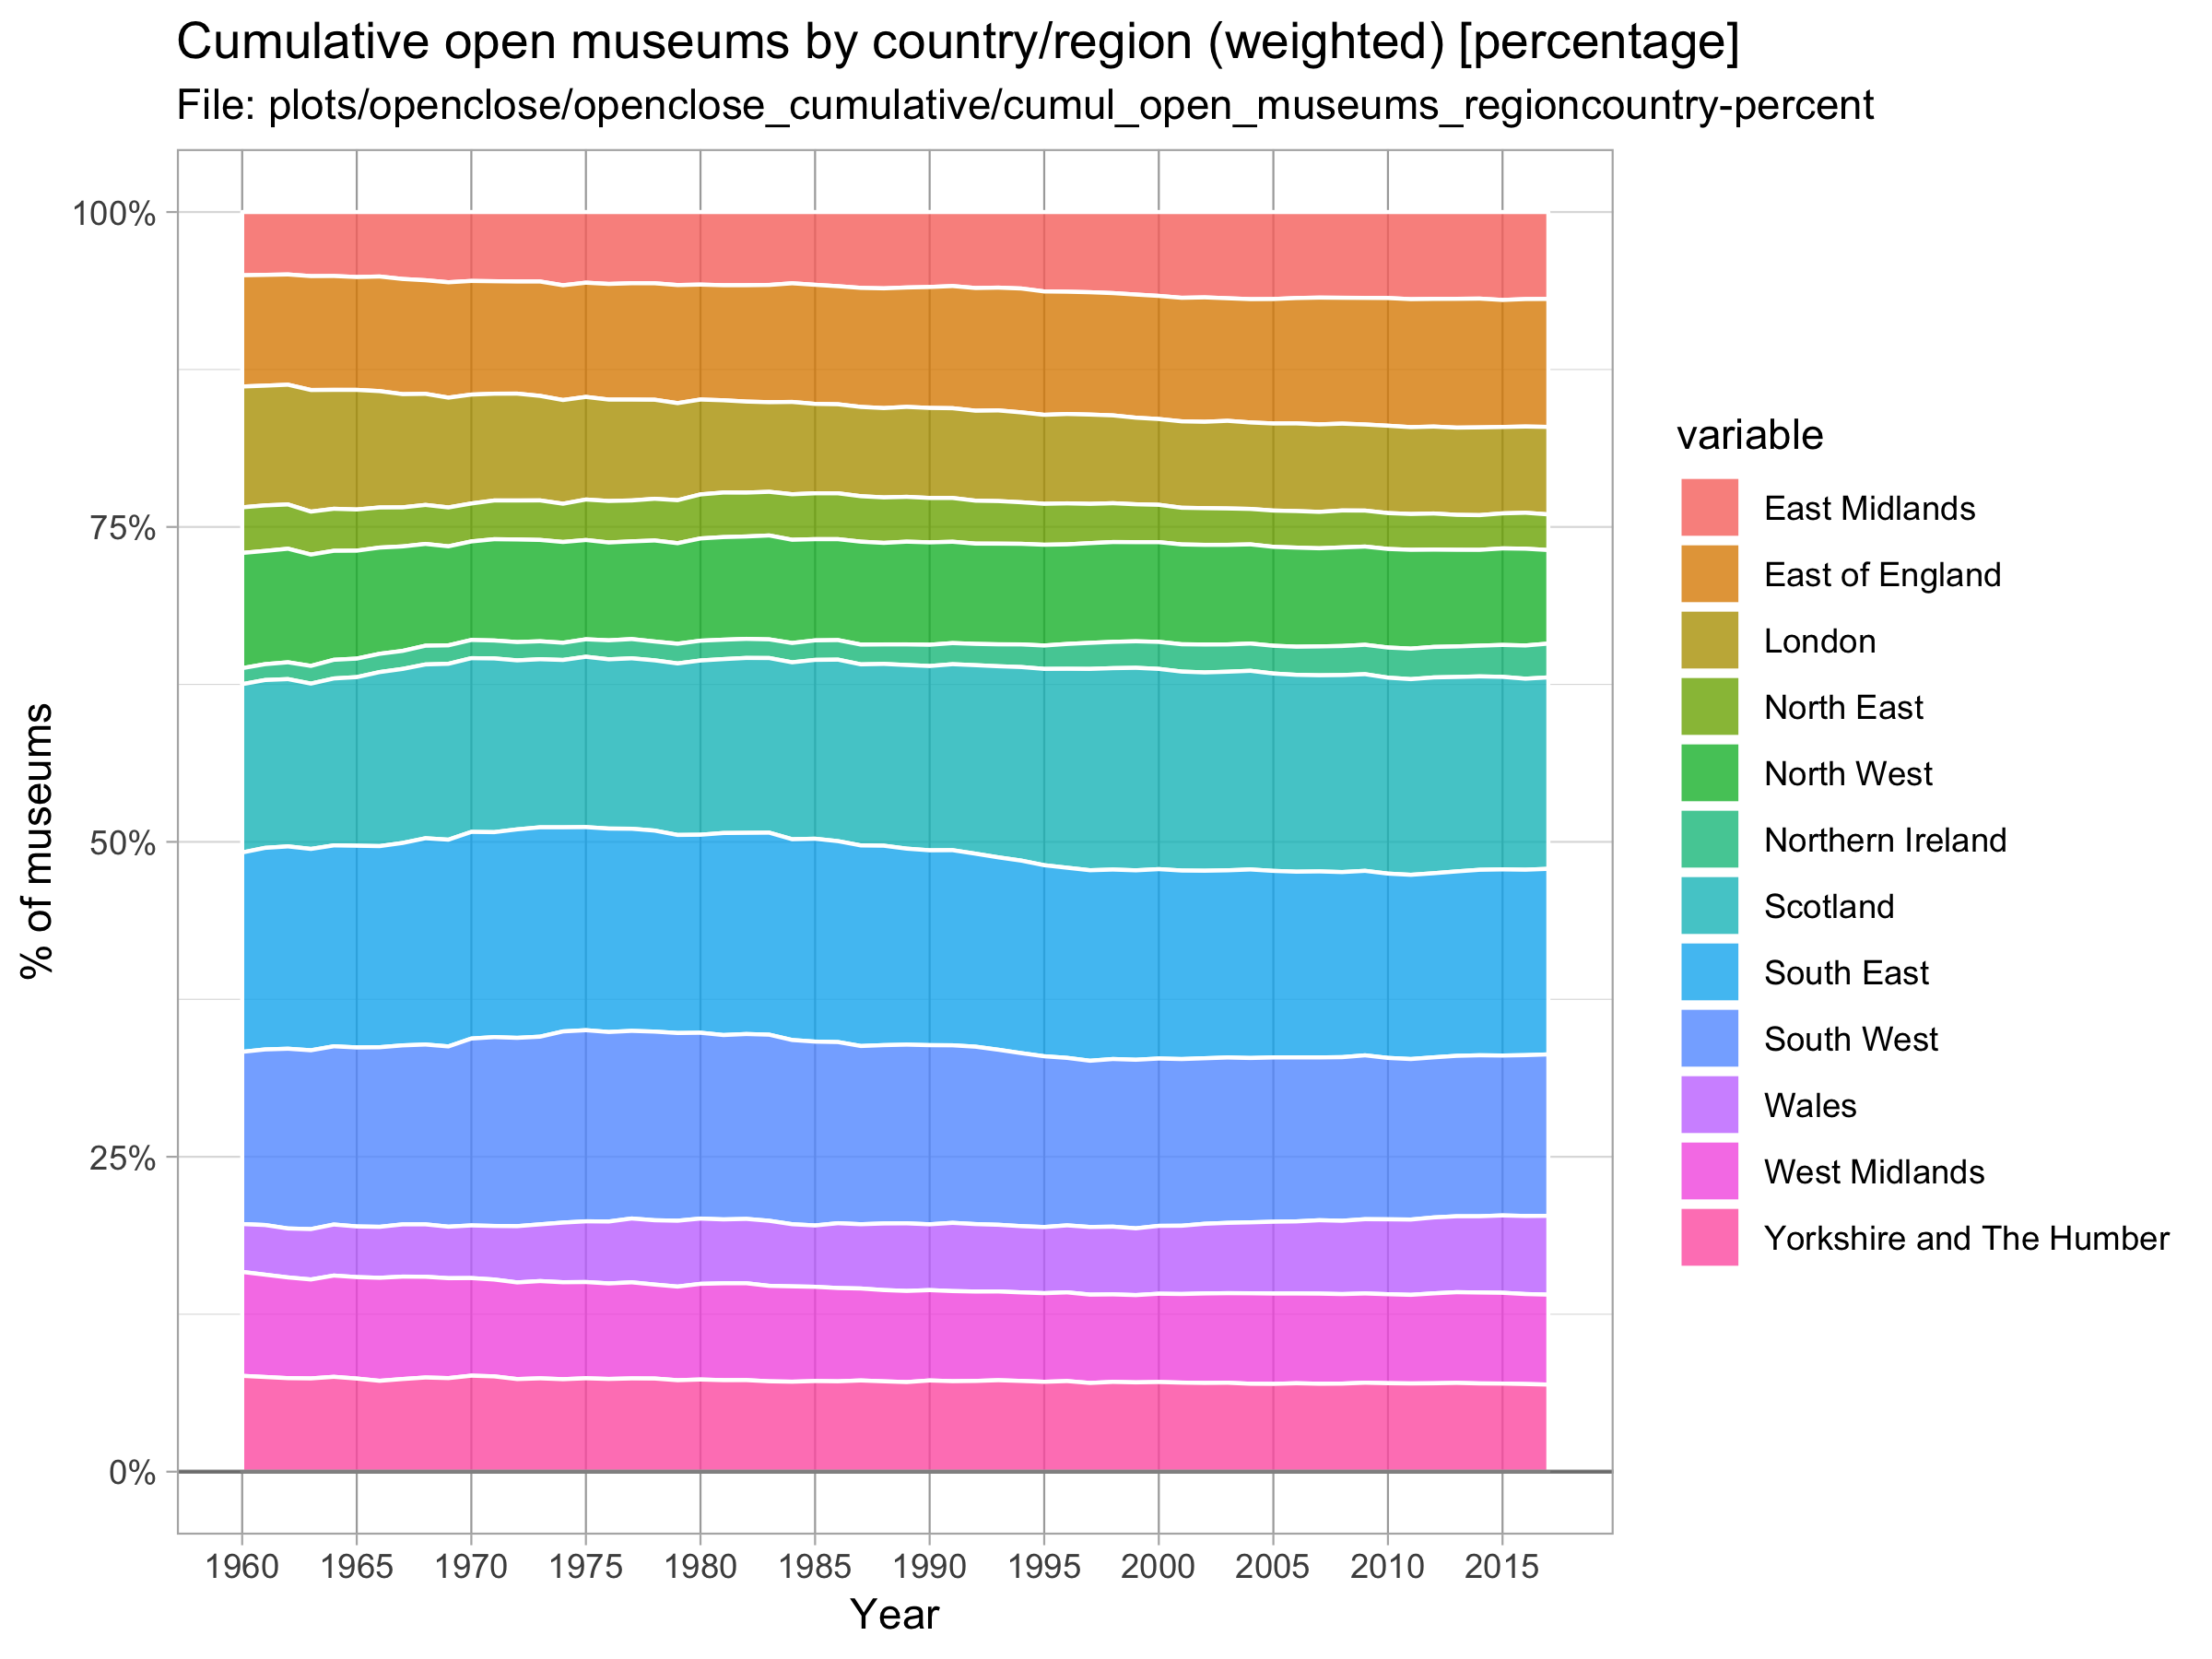 Cumulative open museums by country/region (weighted) [percentage]
File: plots/openclose/openclose_cumulative/cumul_open_museums_regioncountry-percent
100%
75%
50%
25%
0%
% of museums
1960 1965 1970 1975 1980 1985 1990 1995 2000 2005 2010 2015
Year
variable
East Midlands
East of England
London
North East
North West
Northern Ireland
Scotland
South East
South West
Wales
West Midlands
Yorkshire and The Humber